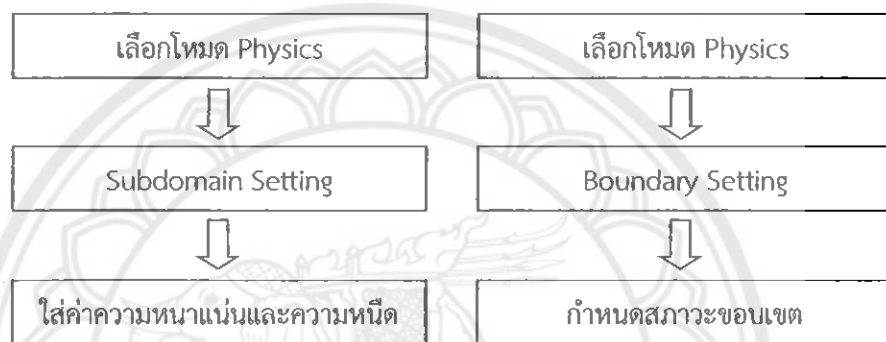 เลือกโหมด Physics
เลือกโหมด Physics
Subdomain Setting
Boundary Setting
ใส่ค่าความหนาแน่นและความหนืด
กำหนดสภาวะขอบเขต